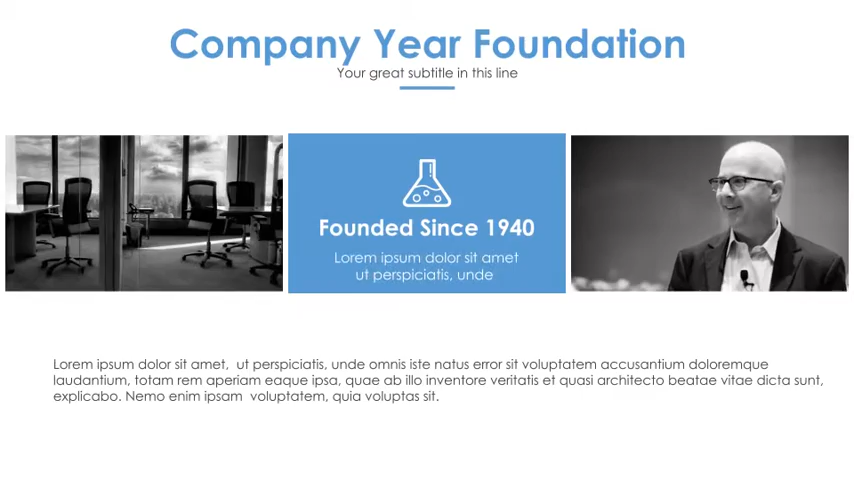 Company Year Foundation
Your great subtitle in this line
Founded Since 1940
Lorem ipsum dolor sit amet
ut perspiciatis, unde
Lorem ipsum dolor sit amet,  ut perspiciatis, unde omnis iste natus error sit voluptatem accusantium doloremque
laudantium, totam rem aperiam eaque ipsa, quae ab illo inventore veritatis et quasi architecto beatae vitae dicta sunt,
explicabo. Nemo enim ipsam  voluptatem, quia voluptas sit.